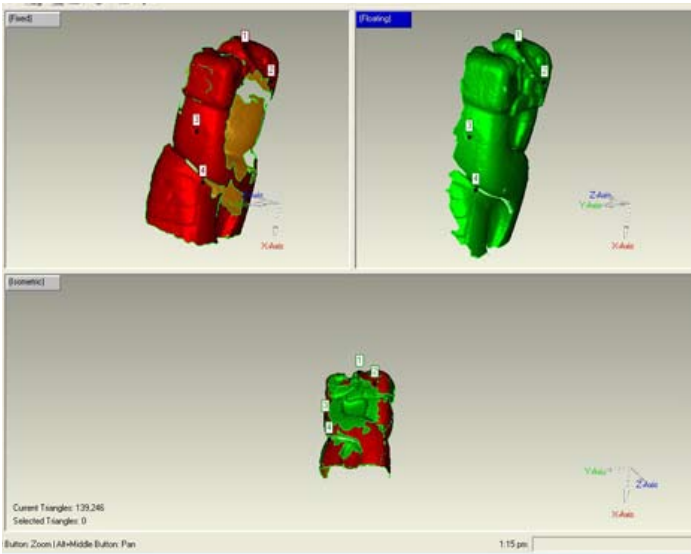 (Fixed)
(Floating)
1
2
3
4
X-Axis
1
2
3
4
Z-Axis
Y-Axis
X-Axis
(Isometric)
1
2
3
4
Y-Axis
Z-Axis
X-Axis
Current Triangles: 139,246
Selected Triangles: 0
Button: Zoom | Alt+Middle Button: Pan
1:15 pm